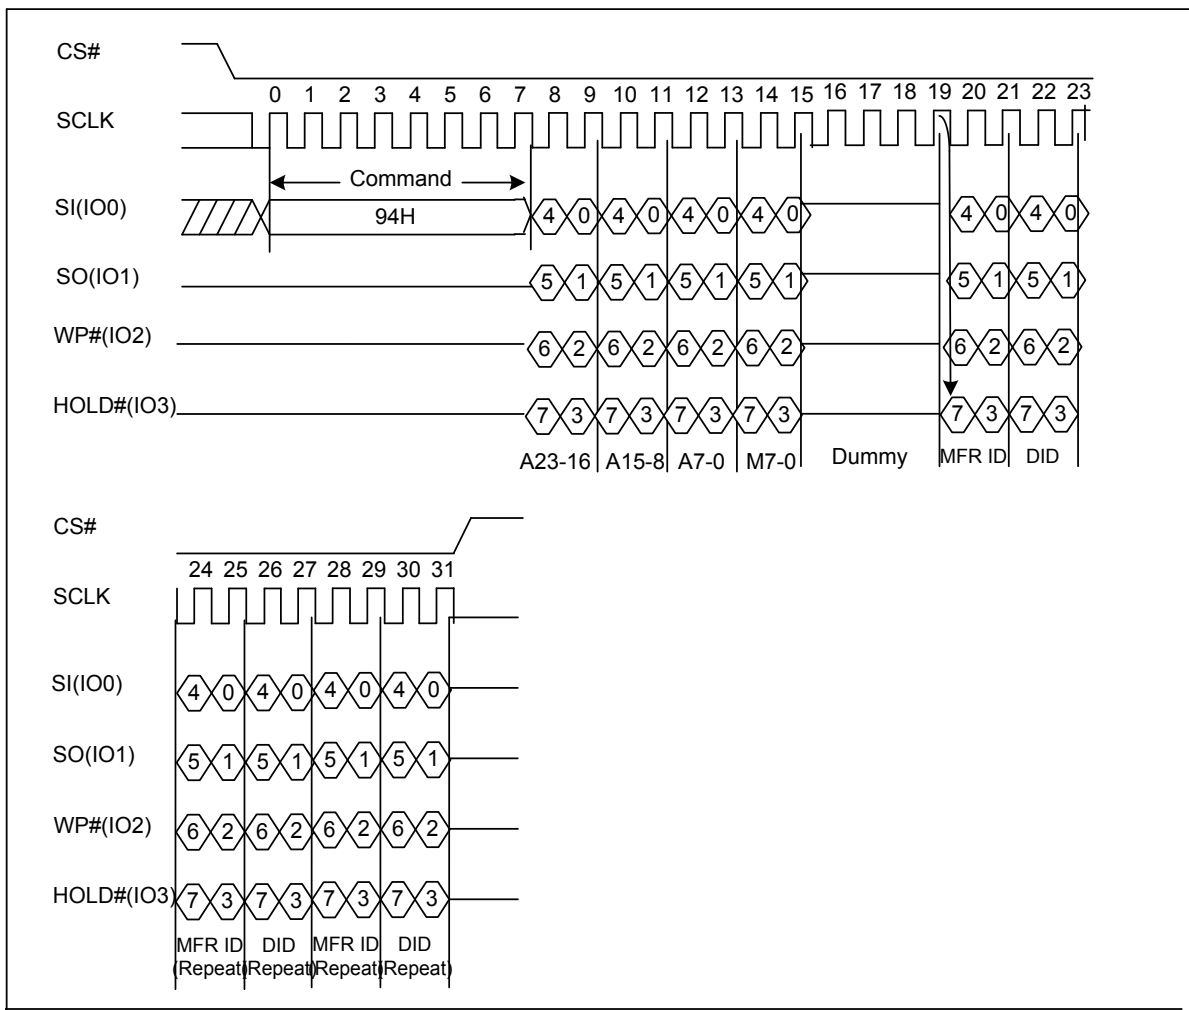 CS#
0 1 2 3 4 5 6 7 8 9 10 11 12 13 14 15 16 17 18 19 20 21 22 23
SCLK
Command
SI(IO0) 94H 4 0 4 0 4 0 4 0 4 0 4 0
SO(IO1) 5 1 5 1 5 1 5 1 5 1 5 1
WP#(IO2) 6 2 6 2 6 2 6 2 6 2 6 2
HOLD#(IO3) 7 3 7 3 7 3 7 3 7 3 7 3
A23-16 A15-8 A7-0 M7-0 Dummy MFR ID DID
CS#
24 25 26 27 28 29 30 31
SCLK
SI(IO0) 4 0 4 0 4 0 4 0
SO(IO1) 5 1 5 1 5 1 5 1
WP#(IO2) 6 2 6 2 6 2 6 2
HOLD#(IO3) 7 3 7 3 7 3 7 3
MFR ID DID MFR ID DID
(Repeat) (Repeat) (Repeat) (Repeat)